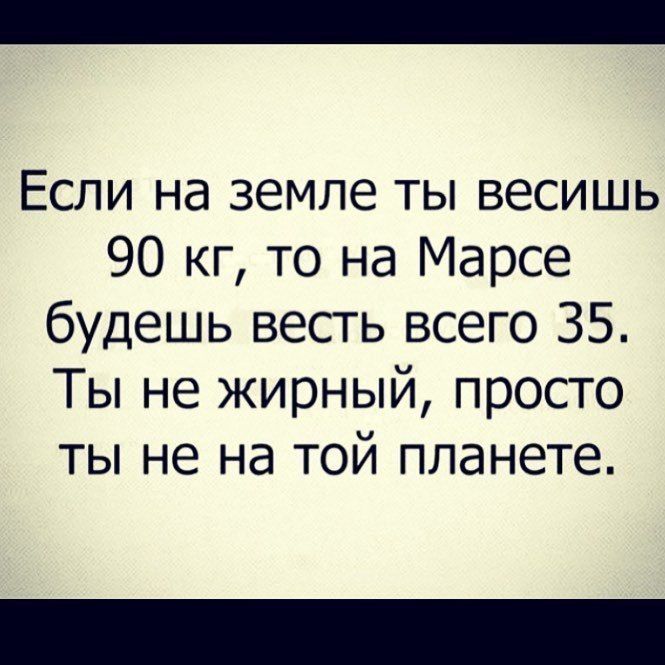 Если на земле ты весишь
90 кг, то на Марсе
будешь весть всего 35.
Ты не жирный, просто
ты не на той планете.